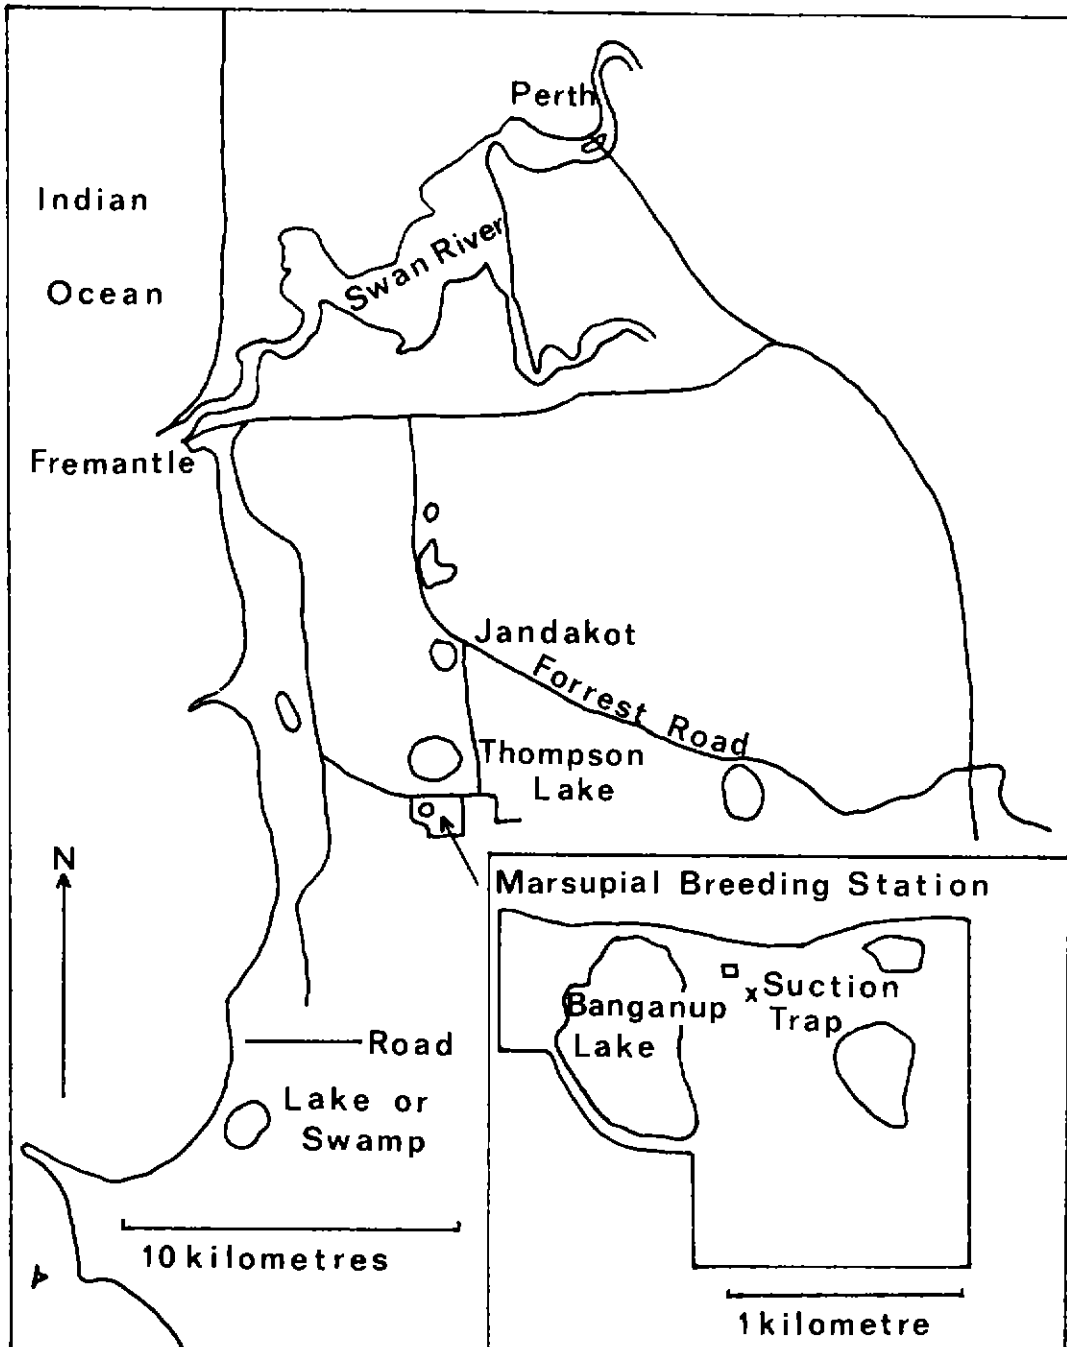 Perth
Indian
Ocean
Swan River
Fremantle
Jandakot
Forrest Road
Thompson
Lake
N
Marsupial Breeding Station
Banganup
Lake
x Suction
Trap
Road
Lake or
Swamp
10 kilometres
1 kilometre